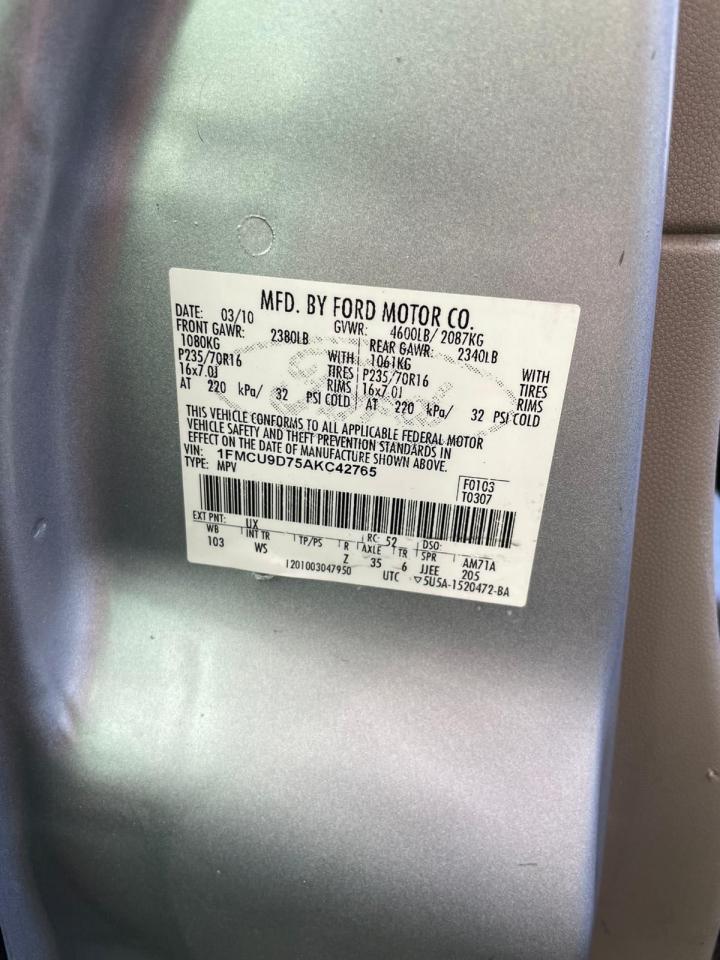 MFD. BY FORD MOTOR CO.
DATE: 03/10 GVWR: 4600LB/ 2087KG
FRONT GAWR: 2380LB REAR GAWR: 2340LB
1080KG WITH 1061KG WITH
P235/70R16 TIRES P235/70R16 TIRES
16x7.0J RIMS 16x7.0J RIMS
AT 220 kPa/ 32 PSI COLD AT 220 kPa/ 32 PSI COLD
Ford
THIS VEHICLE CONFORMS TO ALL APPLICABLE FEDERAL MOTOR
VEHICLE SAFETY AND THEFT PREVENTION STANDARDS IN
EFFECT ON THE DATE OF MANUFACTURE SHOWN ABOVE.
VIN: 1FMCU9D75AKC42765
TYPE: MPV
F0103
T0307
EXT PNT: UX RC: 52 DSO:
WB INT TR TP/PS R AXLE TR SPR AM71A
103 WS Z 35 6 JJEE 205
1201003047950 UTC ▽5U5A-1520472-BA